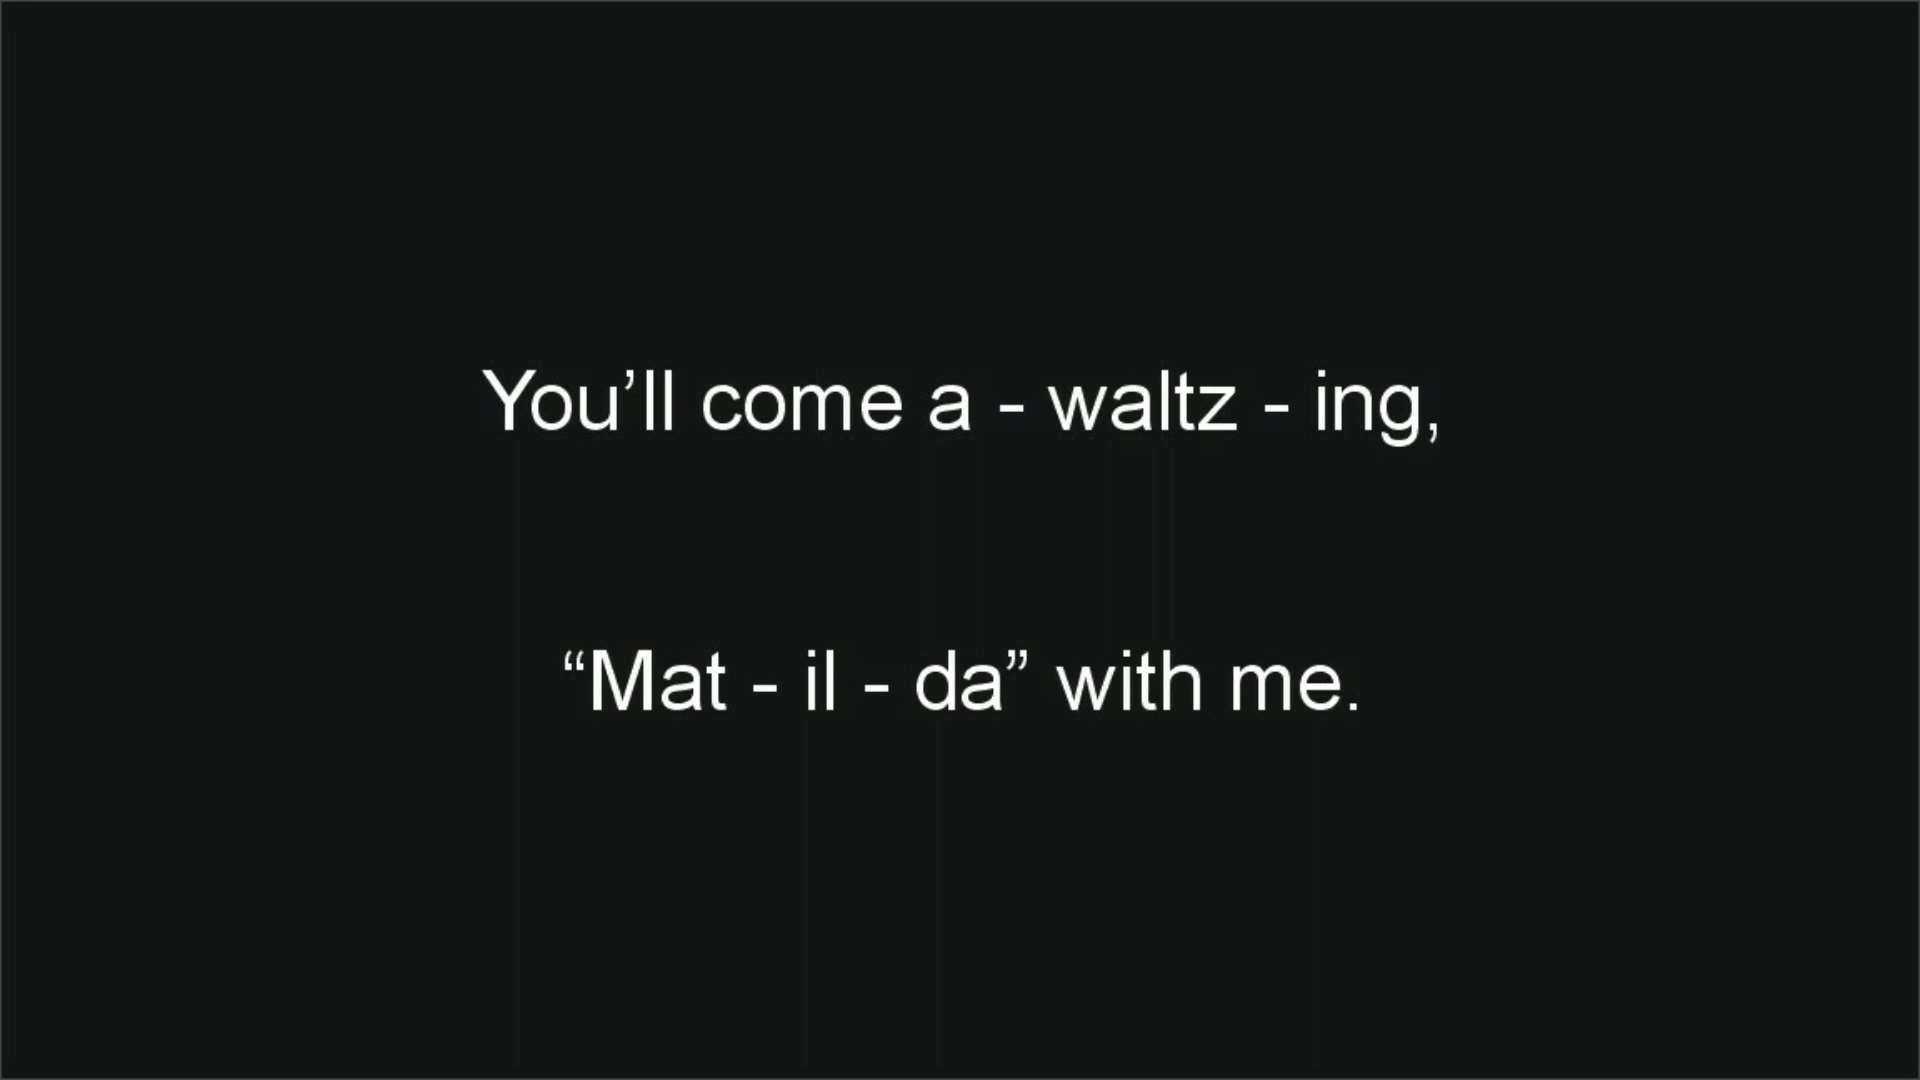 You’ll come a - waltz - ing,
“Mat - il - da” with me.